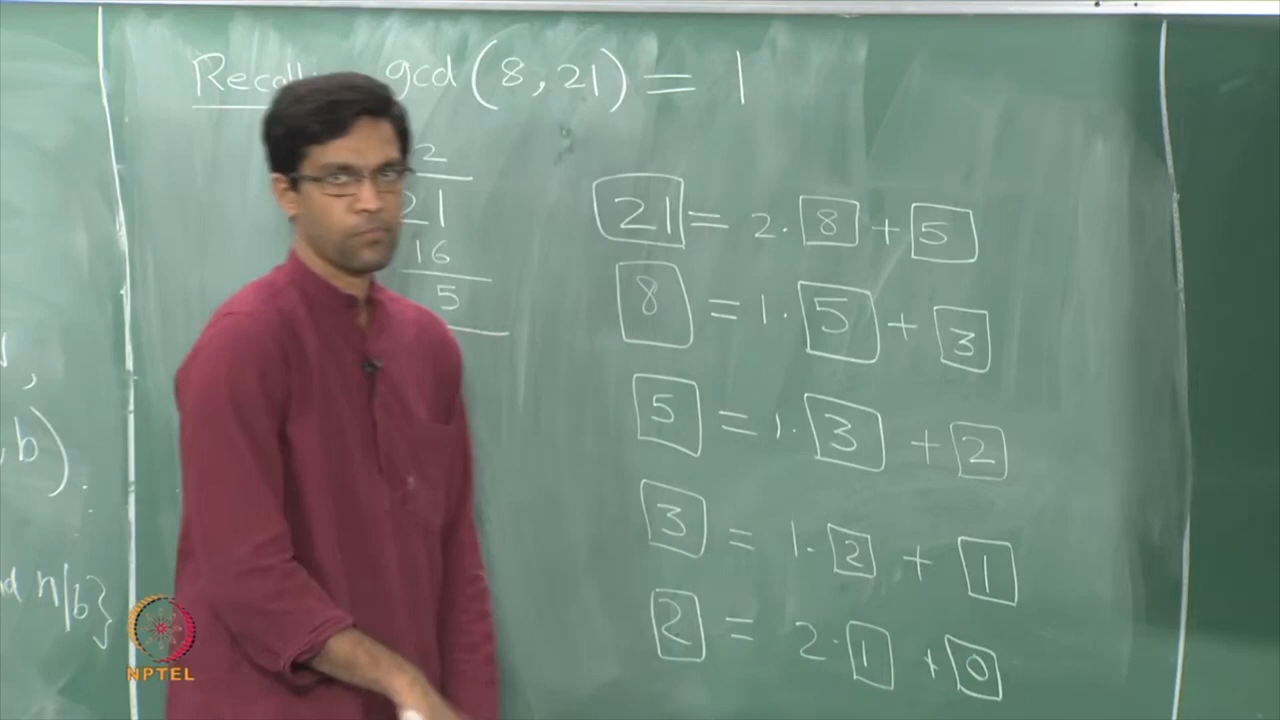 gcd (8, 21) = 1
2
21
16
5
21 = 2. 8 + 5
8 = 1. 5 + 3
5 = 1. 3 + 2
3 = 1. 2 + 1
2 = 2. 1 + 0
,b)
n/b}
NPTEL